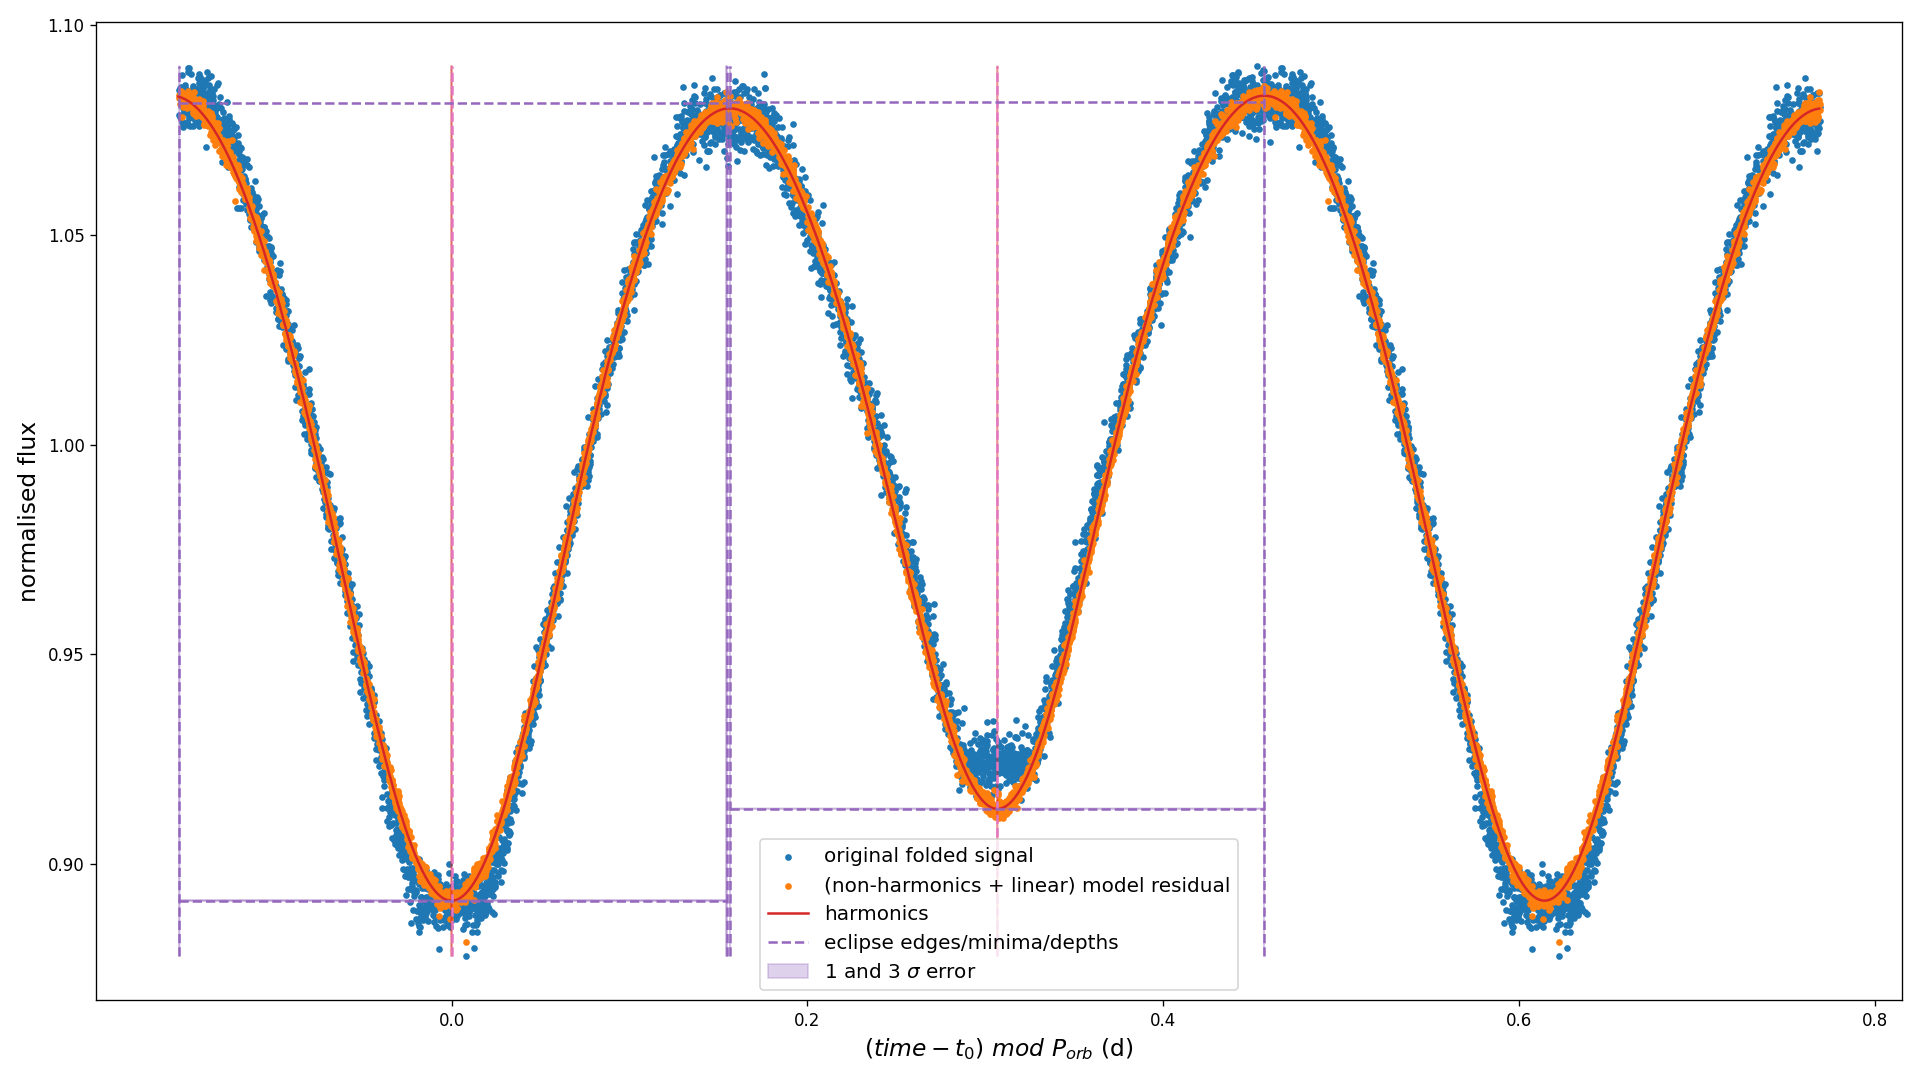 1.10
1.05
1.00
0.95
0.90
normalised flux
original folded signal
(non-harmonics + linear) model residual
harmonics
eclipse edges/minima/depths
1 and 3 σ error
0.0 0.2 0.4 0.6 0.8
(time − t₀) mod P_orb (d)